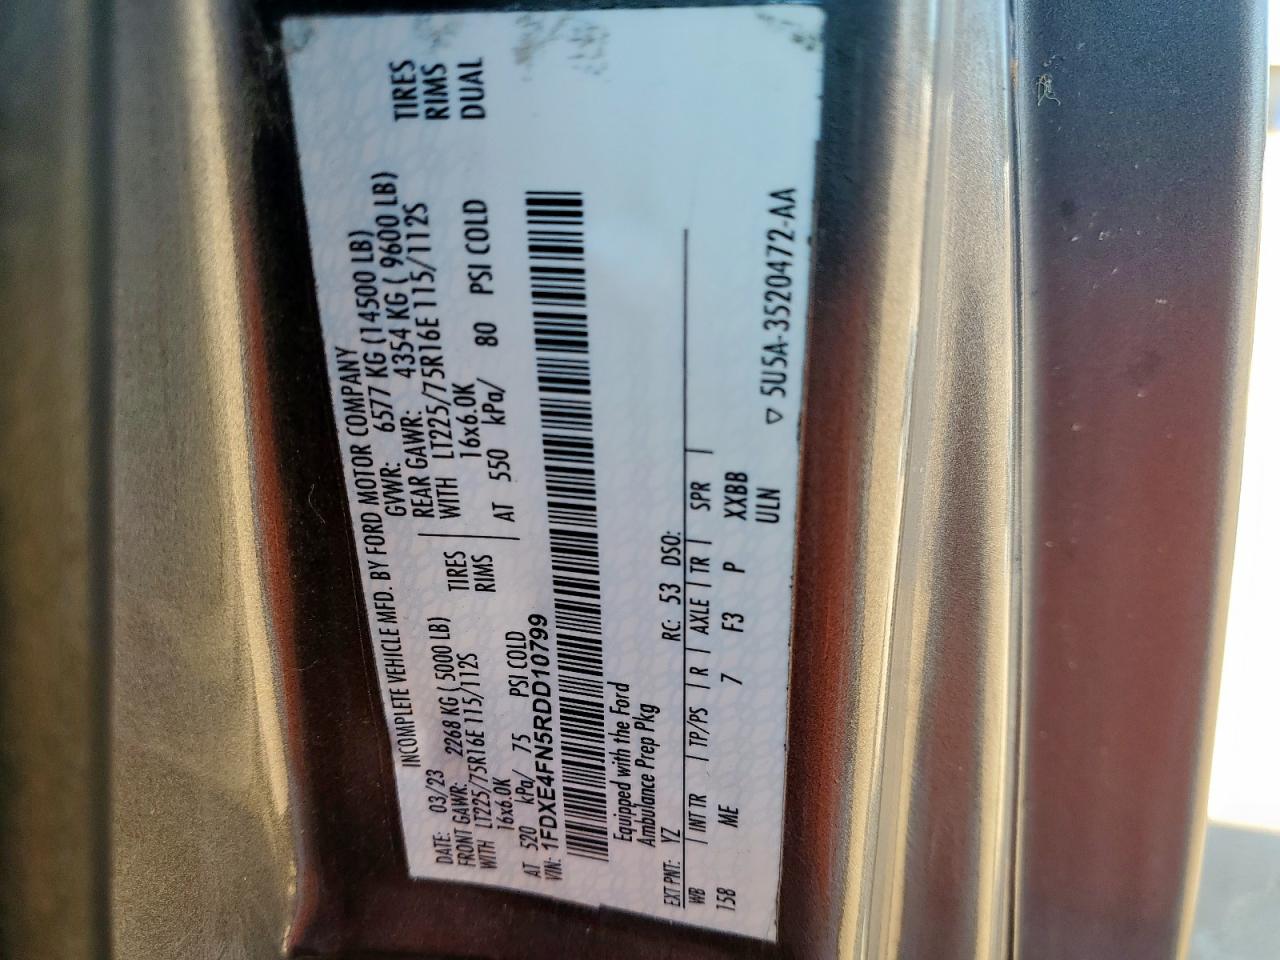 INCOMPLETE VEHICLE MFD. BY FORD MOTOR COMPANY
DATE: 03/23 GVWR: 6577 KG (14500 LB)
FRONT GAWR: 2268 KG (5000 LB) REAR GAWR: 4354 KG ( 9600 LB)
WITH LT225/75R16E 115/112S TIRES WITH LT225/75R16E 115/112S TIRES
16x6.0K RIMS 16x6.0K RIMS
AT 520 kPa/ 75 PSI COLD AT 550 kPa/ 80 PSI COLD DUAL
VIN: 1FDXE4FN5RDD10799
Equipped with the Ford
Ambulance Prep Pkg
EXT PNT: YZ RC: 53 DSO:
WB | INT TR | TP/PS | R | AXLE | TR | SPR |
158 ME 7 F3 P XXBB
ULN
▽ 5U5A-3520472-AA